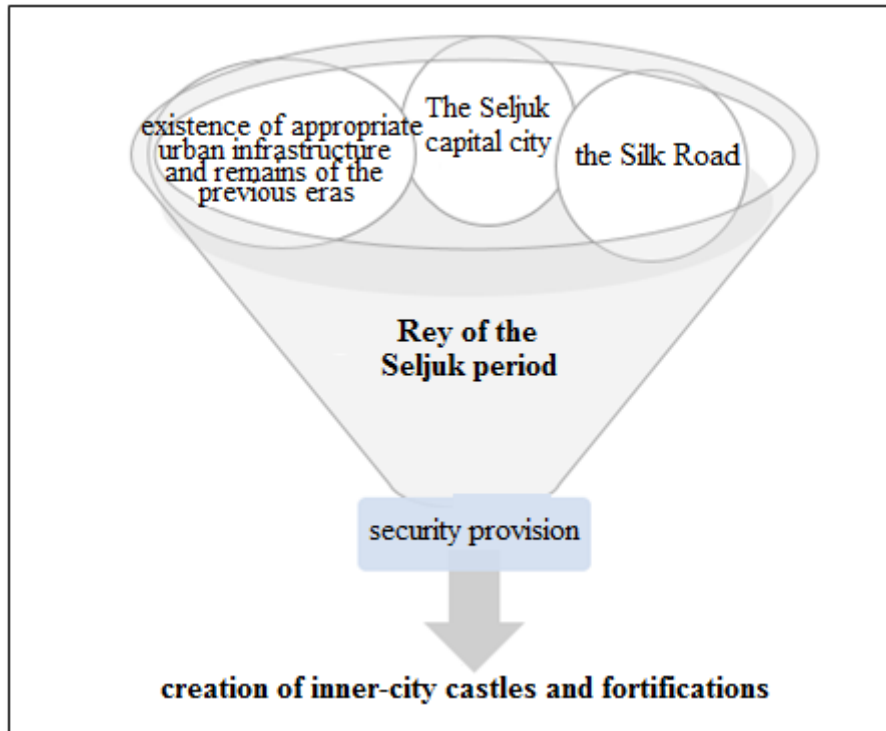 existence of appropriate
urban infrastructure
and remains of the
previous eras
The Seljuk
capital city
the Silk Road
Rey of the
Seljuk period
security provision
creation of inner-city castles and fortifications